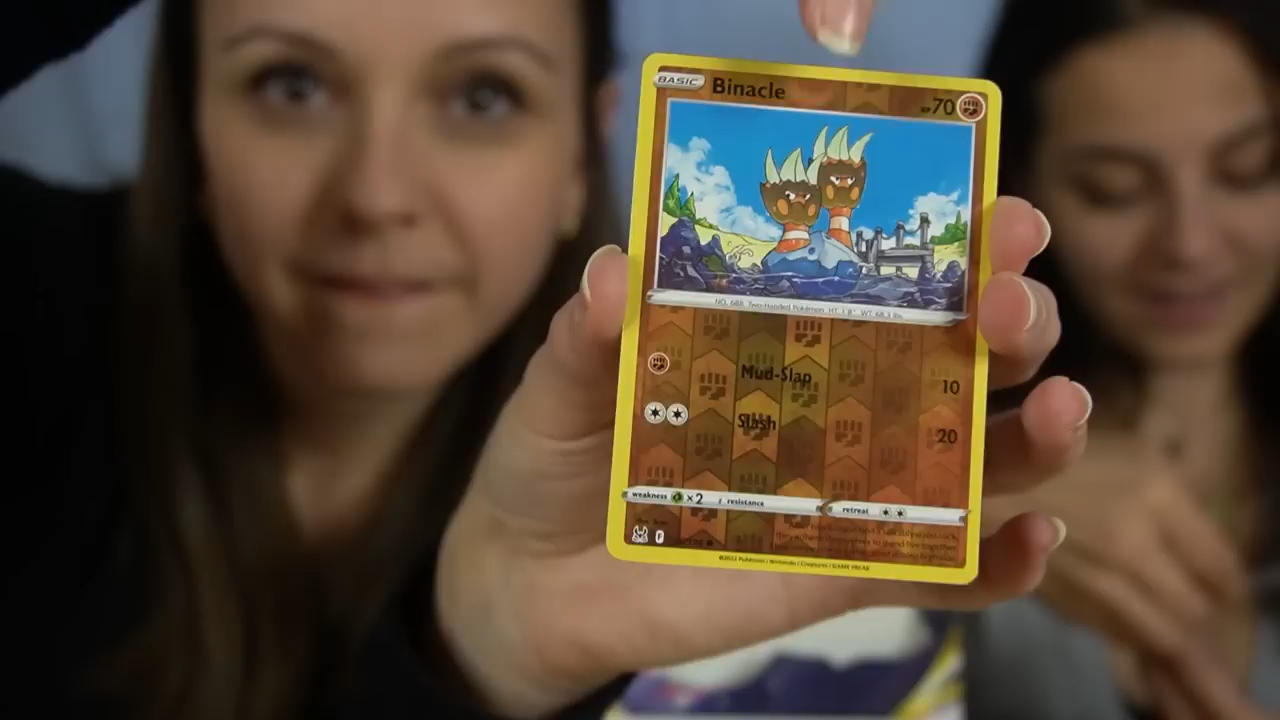 BASIC Binacle HP70
NO. 688 Two-Handed Pokémon HT: 1'8" WT: 68.3 lbs.
Mud-Slap 10
Slash 20
weakness ×2 resistance retreat
F
©2022 Pokémon / Nintendo / Creatures / GAME FREAK